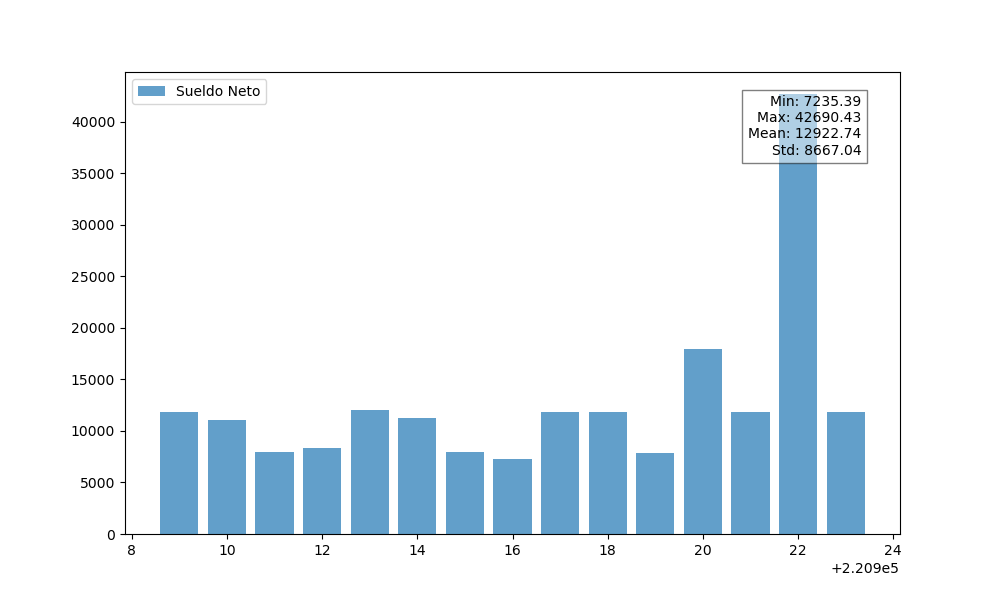 Sueldo Neto
Min: 7235.39
Max: 42690.43
Mean: 12922.74
Std: 8667.04
40000
35000
30000
25000
20000
15000
10000
5000
0
8 10 12 14 16 18 20 22 24
+2.209e5